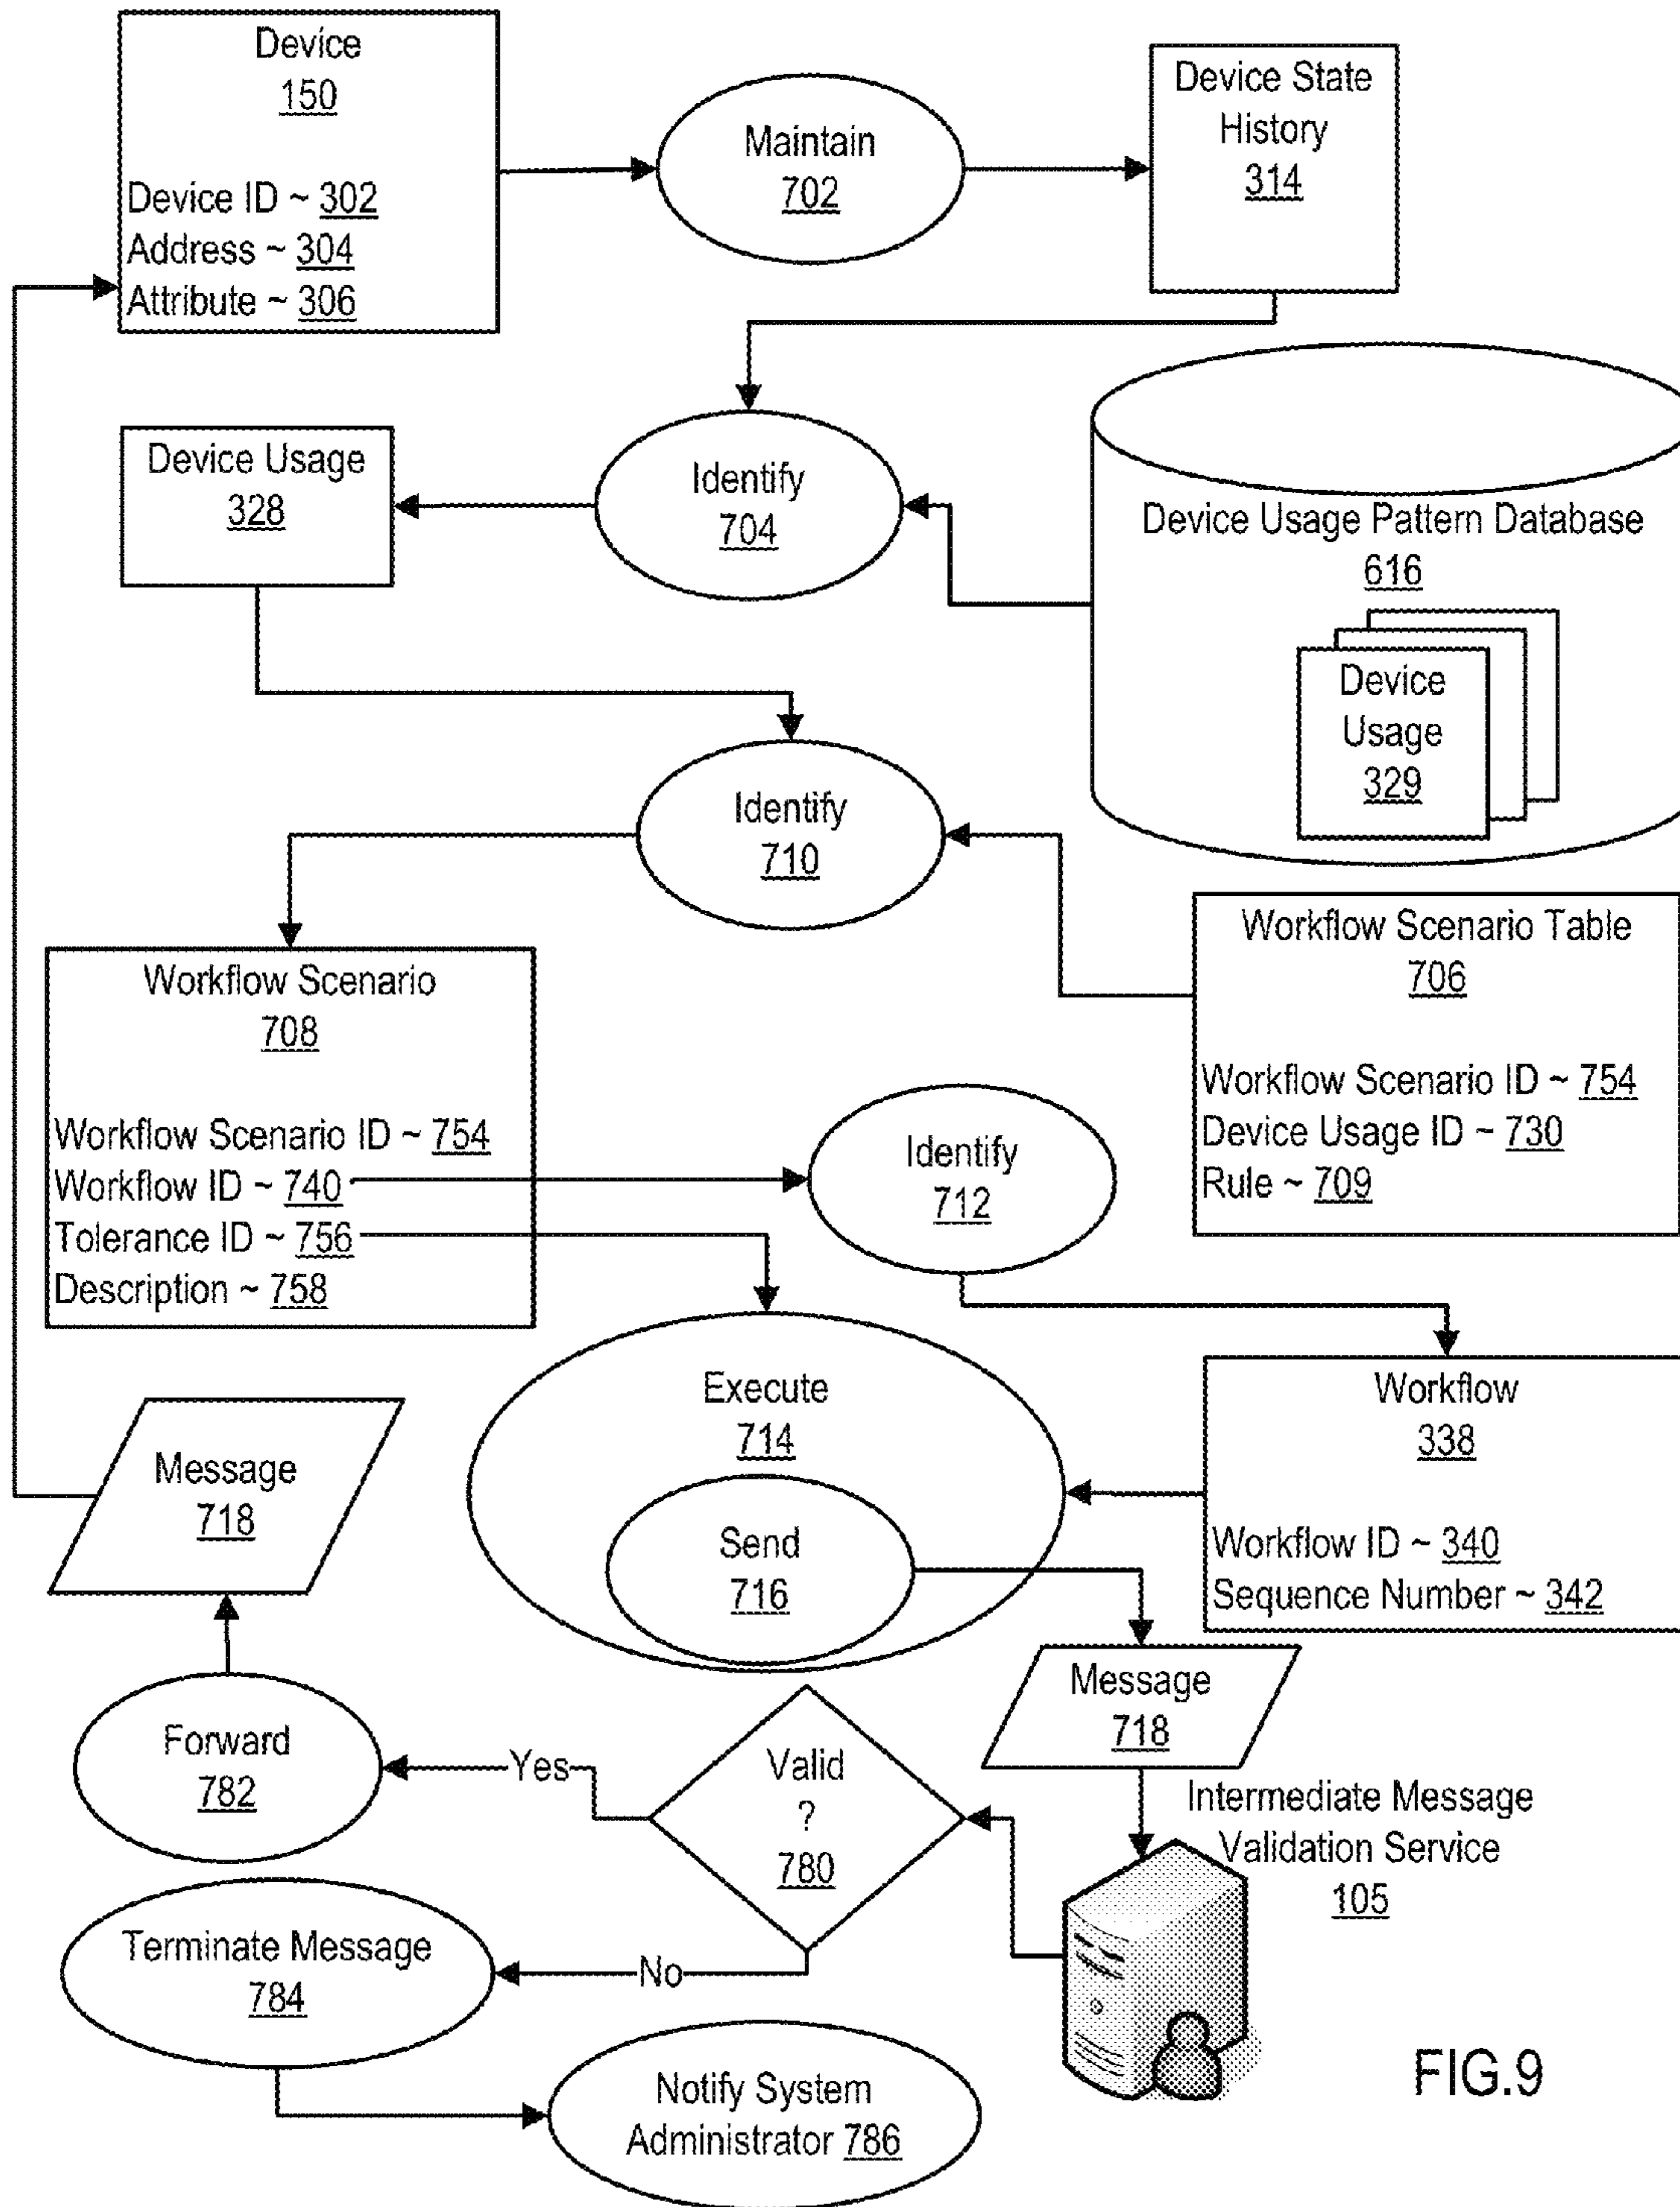 Device
150
Device ID ~ 302
Address ~ 304
Attribute ~ 306
Maintain
702
Device State
History
314
Device Usage
328
Identify
704
Device Usage Pattern Database
616
Device
Usage
329
Identify
710
Workflow Scenario Table
706
Workflow Scenario ID ~ 754
Device Usage ID ~ 730
Rule ~ 709
Workflow Scenario
708
Workflow Scenario ID ~ 754
Workflow ID ~ 740
Tolerance ID ~ 756
Description ~ 758
Identify
712
Execute
714
Send
716
Workflow
338
Workflow ID ~ 340
Sequence Number ~ 342
Message
718
Message
718
Forward
782
Yes
Valid
?
780
Intermediate Message
Validation Service
105
Terminate Message
784
No
Notify System
Administrator 786
FIG.9